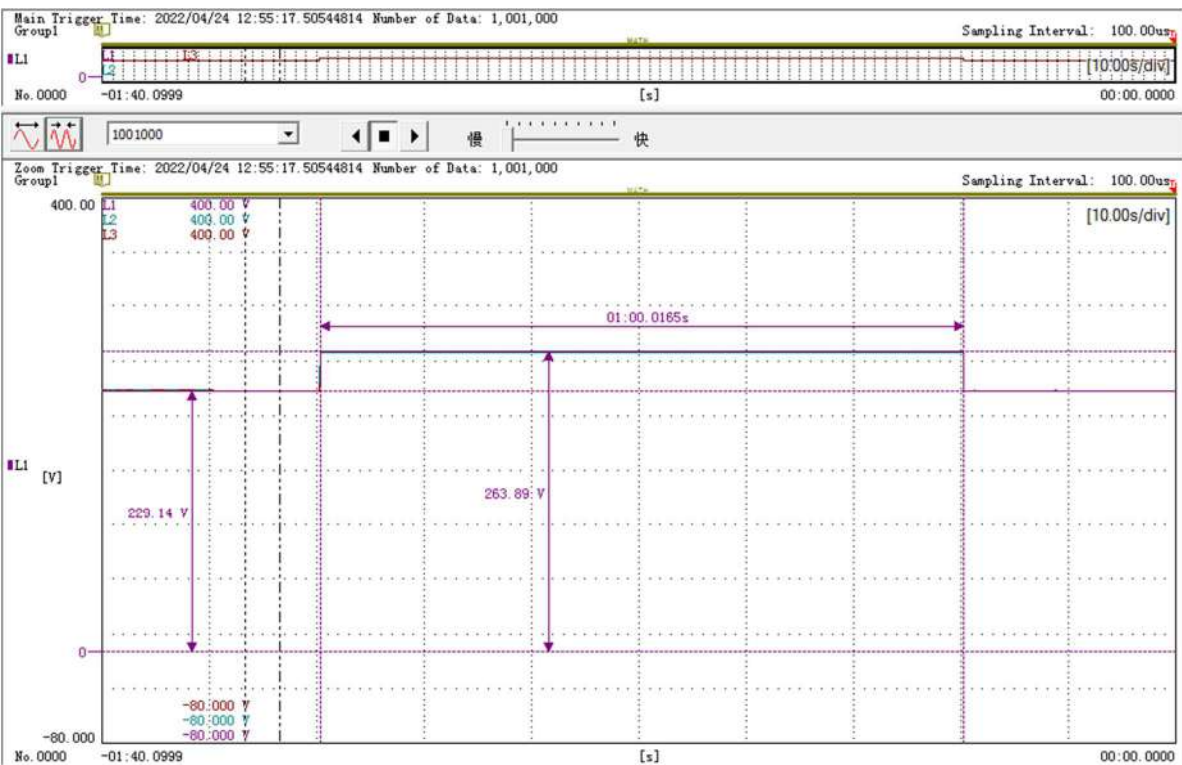 Main Trigger Time: 2022/04/24 12:55:17.50544814 Number of Data: 1,001,000
Group1 Sampling Interval: 100.00us
MATH
L1 L1 L3
L2
0 [10.00s/div]
No.0000 -01:40.0999 [s] 00:00.0000
1001000 慢 快
Zoom Trigger Time: 2022/04/24 12:55:17.50544814 Number of Data: 1,001,000
Group1 Sampling Interval: 100.00us
MATH
400.00 L1 400.00 V [10.00s/div]
L2 400.00 V
L3 400.00 V
01:00.0165s
L1
[V]
263.89 V
229.14 V
0
-80.000 V
-80.000 V
-80.000 -80.000 V
No.0000 -01:40.0999 [s] 00:00.0000